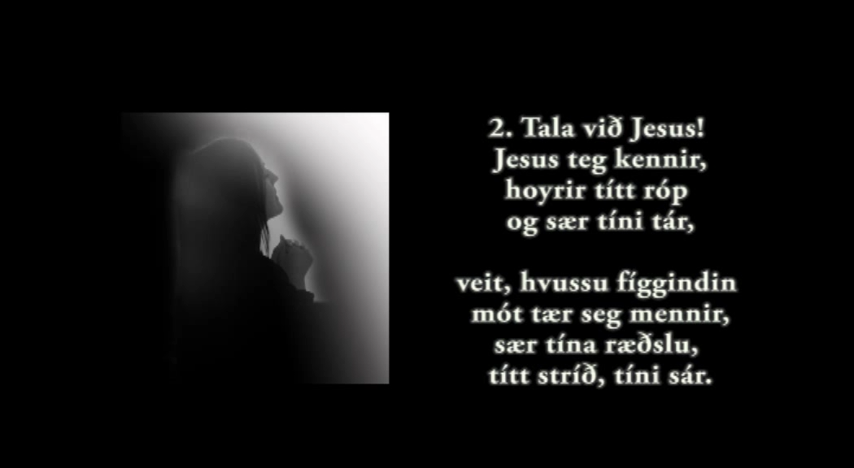 2. Tala við Jesus!
Jesus teg kennir,
hoyrir títt róp
og sær tíni tár,
veit, hvussu fíggindin
mót tær seg mennir,
sær tína ræðslu,
títt stríð, tíni sár.